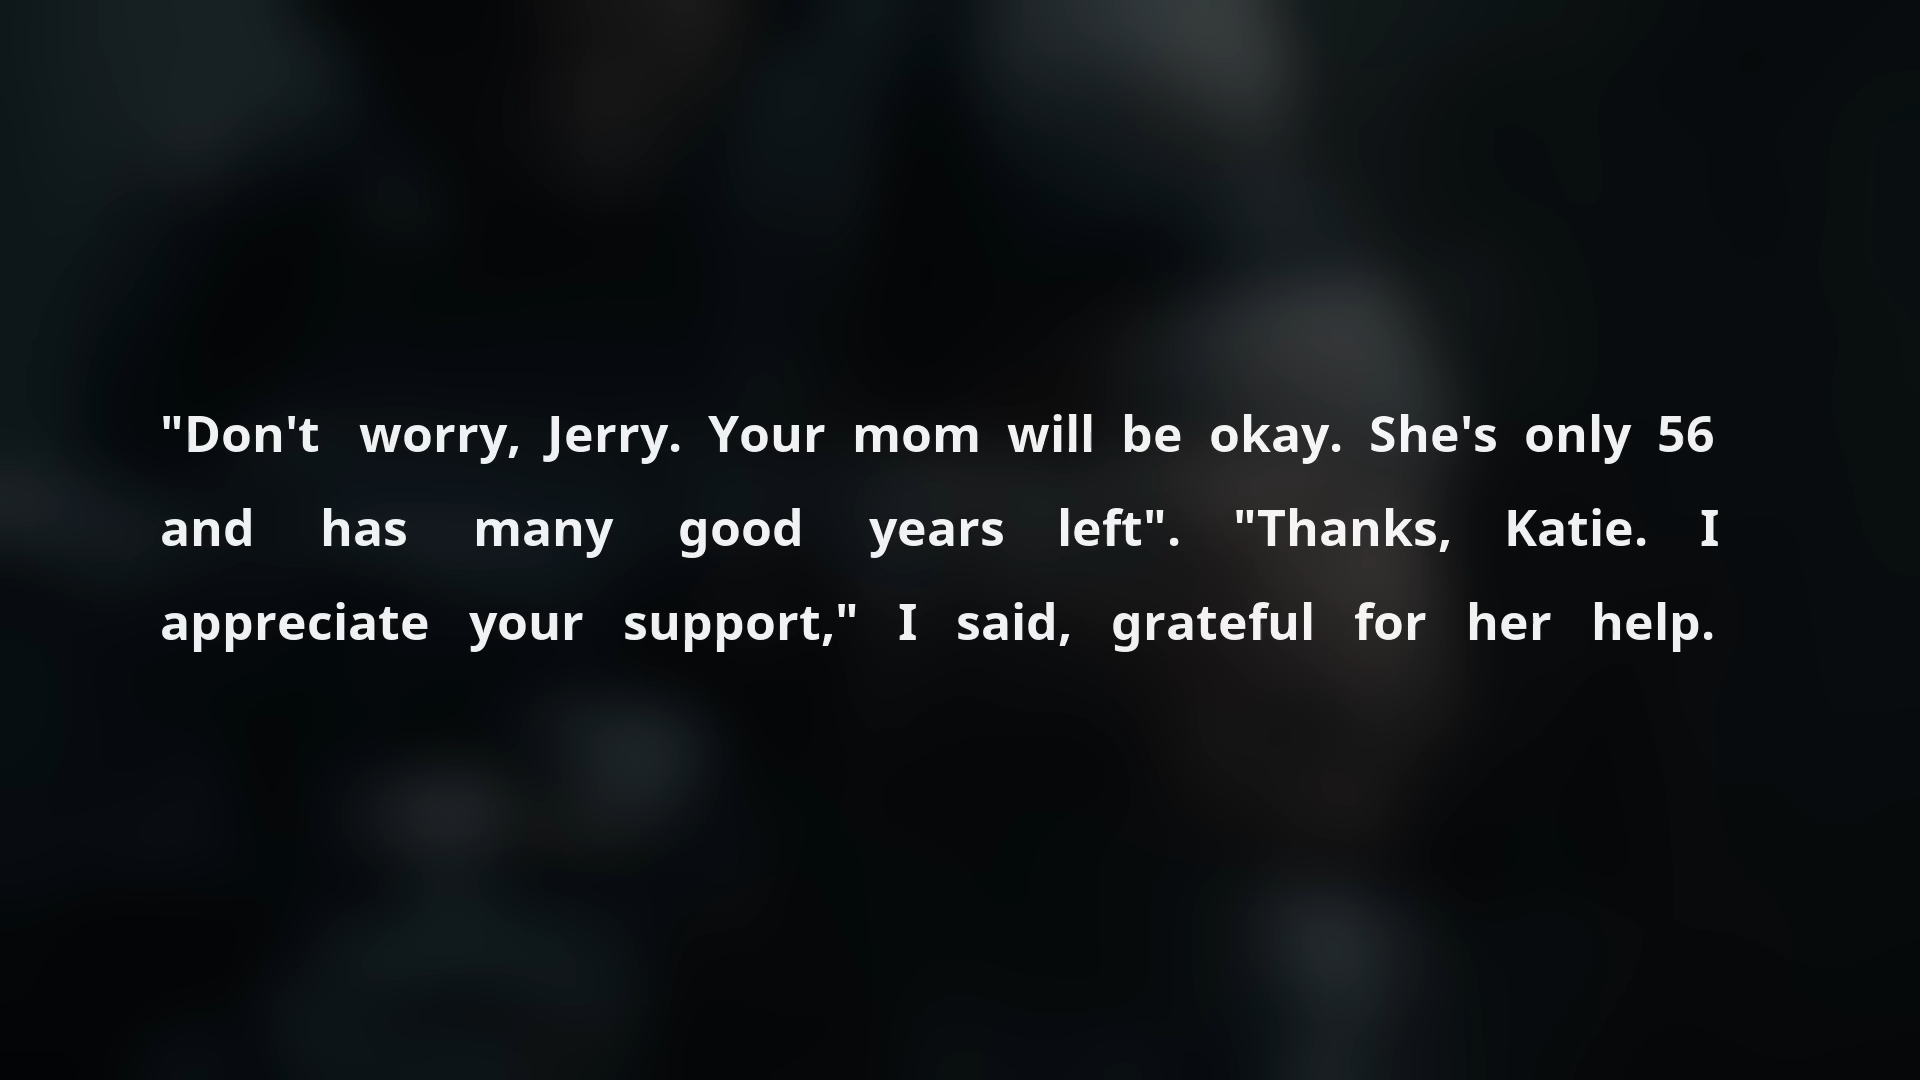 "Don't worry, Jerry. Your mom will be okay. She's only 56
and has many good years left". "Thanks, Katie. I
appreciate your support," I said, grateful for her help.